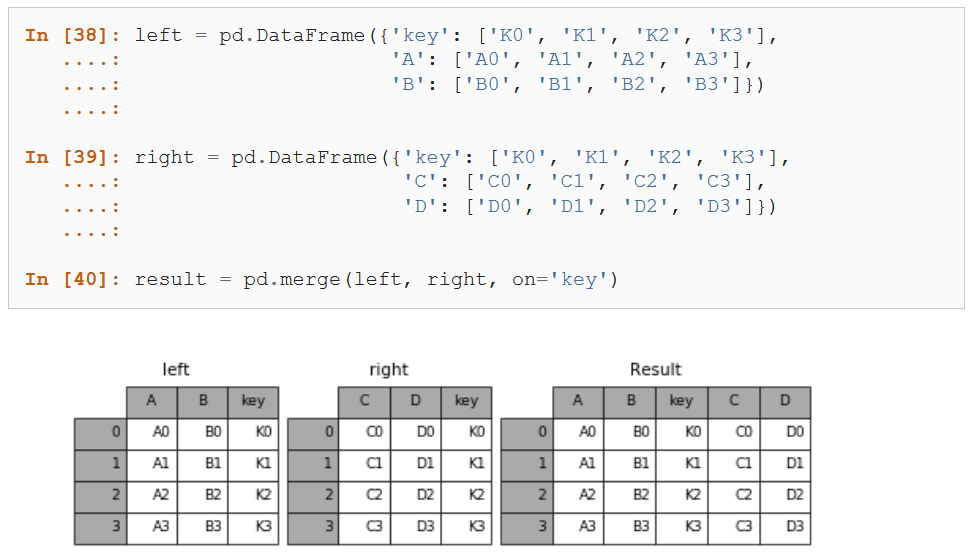 In [38]: left = pd.DataFrame({'key': ['K0', 'K1', 'K2', 'K3'],
....: 'A': ['A0', 'A1', 'A2', 'A3'],
....: 'B': ['B0', 'B1', 'B2', 'B3']})
....:
In [39]: right = pd.DataFrame({'key': ['K0', 'K1', 'K2', 'K3'],
....: 'C': ['C0', 'C1', 'C2', 'C3'],
....: 'D': ['D0', 'D1', 'D2', 'D3']})
....:
In [40]: result = pd.merge(left, right, on='key')
left
A B key
0 A0 B0 K0
1 A1 B1 K1
2 A2 B2 K2
3 A3 B3 K3
right
C D key
0 C0 D0 K0
1 C1 D1 K1
2 C2 D2 K2
3 C3 D3 K3
Result
A B key C D
0 A0 B0 K0 C0 D0
1 A1 B1 K1 C1 D1
2 A2 B2 K2 C2 D2
3 A3 B3 K3 C3 D3